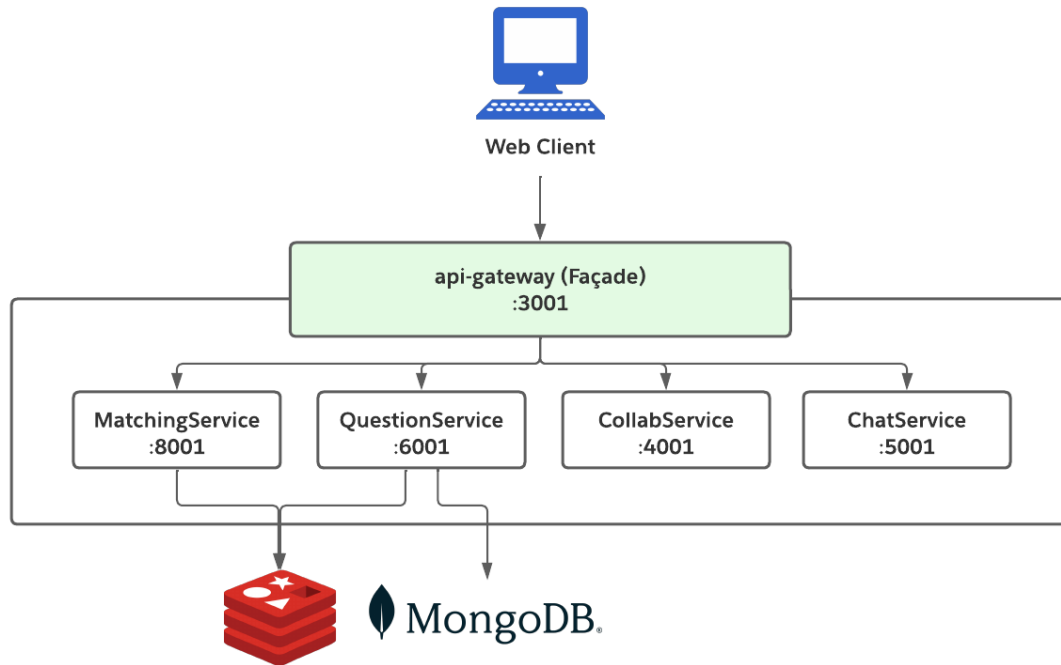 Web Client
api-gateway (Façade)
:3001
MatchingService
:8001
QuestionService
:6001
CollabService
:4001
ChatService
:5001
MongoDB®